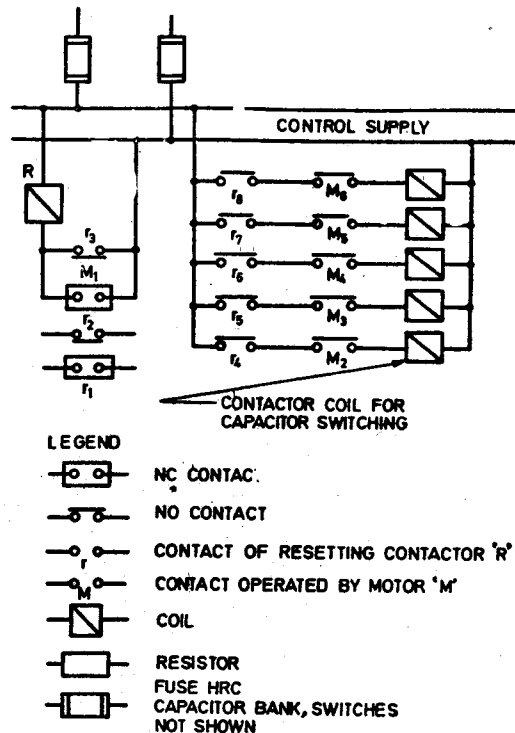 CONTROL SUPPLY
R
r3
M1
r2
r1
r8 M6
r7 M5
r6 M4
r5 M3
r4 M2
CONTACTOR COIL FOR
CAPACITOR SWITCHING
LEGEND
NC CONTAC.
NO CONTACT
r CONTACT OF RESETTING CONTACTOR 'R'
M CONTACT OPERATED BY MOTOR 'M'
COIL
RESISTOR
FUSE HRC
CAPACITOR BANK, SWITCHES
NOT SHOWN